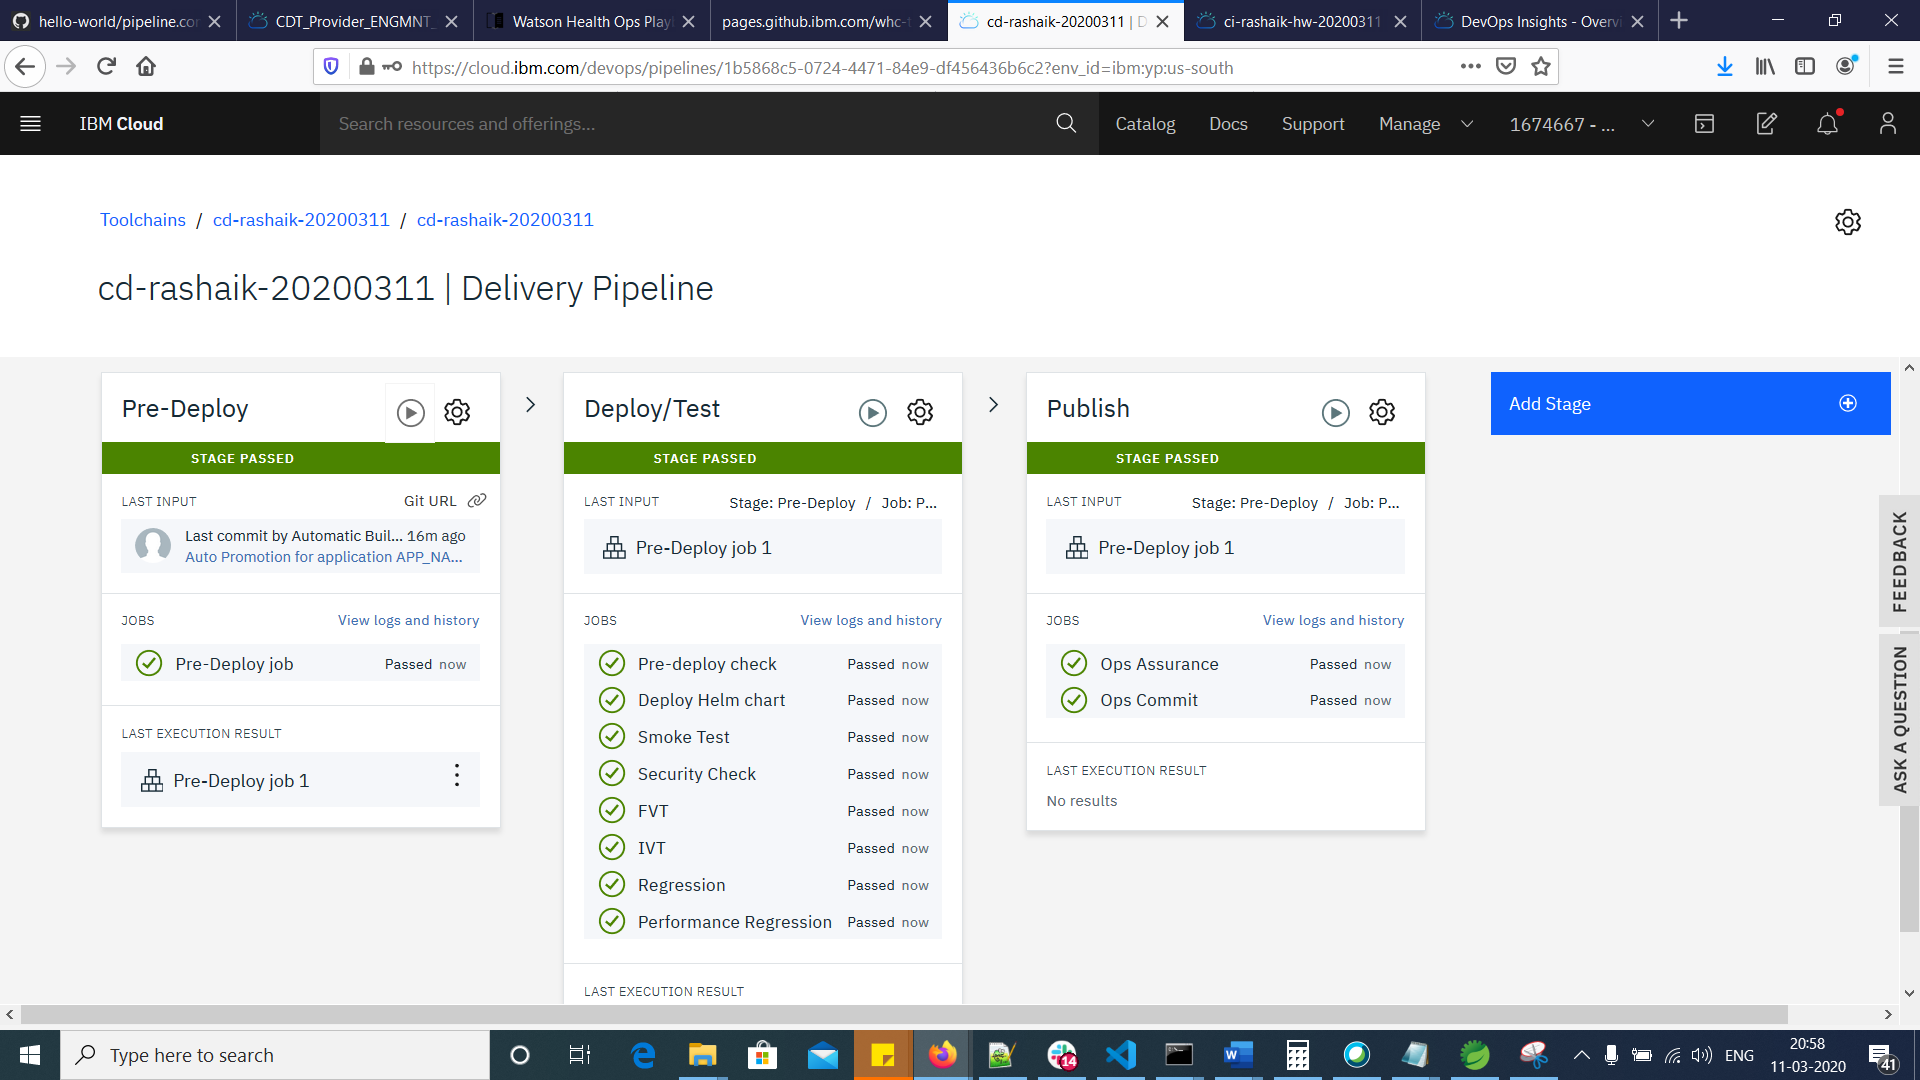 hello-world/pipeline.co
CDT_Provider_ENGMNT_
Watson Health Ops Play
pages.github.ibm.com/whc-t
cd-rashaik-20200311 | D
ci-rashaik-hw-20200311
DevOps Insights - Overvi
https://cloud.ibm.com/devops/pipelines/1b5868c5-0724-4471-84e9-df456436b6c2?env_id=ibm:yp:us-south
IBM Cloud
Search resources and offerings...
Catalog
Docs
Support
Manage
1674667 - ...
Toolchains / cd-rashaik-20200311 / cd-rashaik-20200311
cd-rashaik-20200311 | Delivery Pipeline
Pre-Deploy
STAGE PASSED
LAST INPUT
Git URL
Last commit by Automatic Buil... 16m ago
Auto Promotion for application APP_NA...
JOBS
View logs and history
Pre-Deploy job Passed now
LAST EXECUTION RESULT
Pre-Deploy job 1
Deploy/Test
STAGE PASSED
LAST INPUT
Stage: Pre-Deploy / Job: P...
Pre-Deploy job 1
JOBS
View logs and history
Pre-deploy check Passed now
Deploy Helm chart Passed now
Smoke Test Passed now
Security Check Passed now
FVT Passed now
IVT Passed now
Regression Passed now
Performance Regression Passed now
LAST EXECUTION RESULT
Publish
STAGE PASSED
LAST INPUT
Stage: Pre-Deploy / Job: P...
Pre-Deploy job 1
JOBS
View logs and history
Ops Assurance Passed now
Ops Commit Passed now
LAST EXECUTION RESULT
No results
Add Stage
FEEDBACK
ASK A QUESTION
Type here to search
14
ENG
20:58
11-03-2020
41